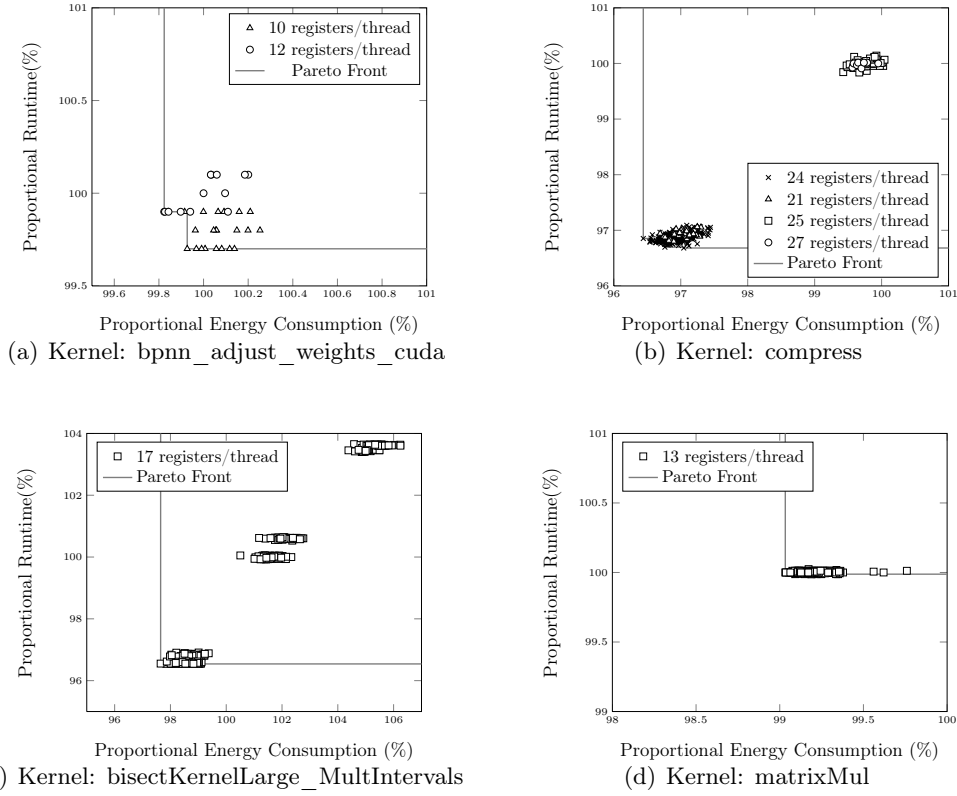 101
100.5
100
99.5
Proportional Runtime(%)
10 registers/thread
12 registers/thread
Pareto Front
99.6 99.8 100 100.2 100.4 100.6 100.8 101
Proportional Energy Consumption (%)
(a) Kernel: bpnn_adjust_weights_cuda
101
100
99
98
97
96
Proportional Runtime(%)
24 registers/thread
21 registers/thread
25 registers/thread
27 registers/thread
Pareto Front
96 97 98 99 100 101
Proportional Energy Consumption (%)
(b) Kernel: compress
104
102
100
98
96
Proportional Runtime(%)
17 registers/thread
Pareto Front
96 98 100 102 104 106
Proportional Energy Consumption (%)
) Kernel: bisectKernelLarge_MultIntervals
101
100.5
100
99.5
99
Proportional Runtime(%)
13 registers/thread
Pareto Front
98 98.5 99 99.5 100
Proportional Energy Consumption (%)
(d) Kernel: matrixMul